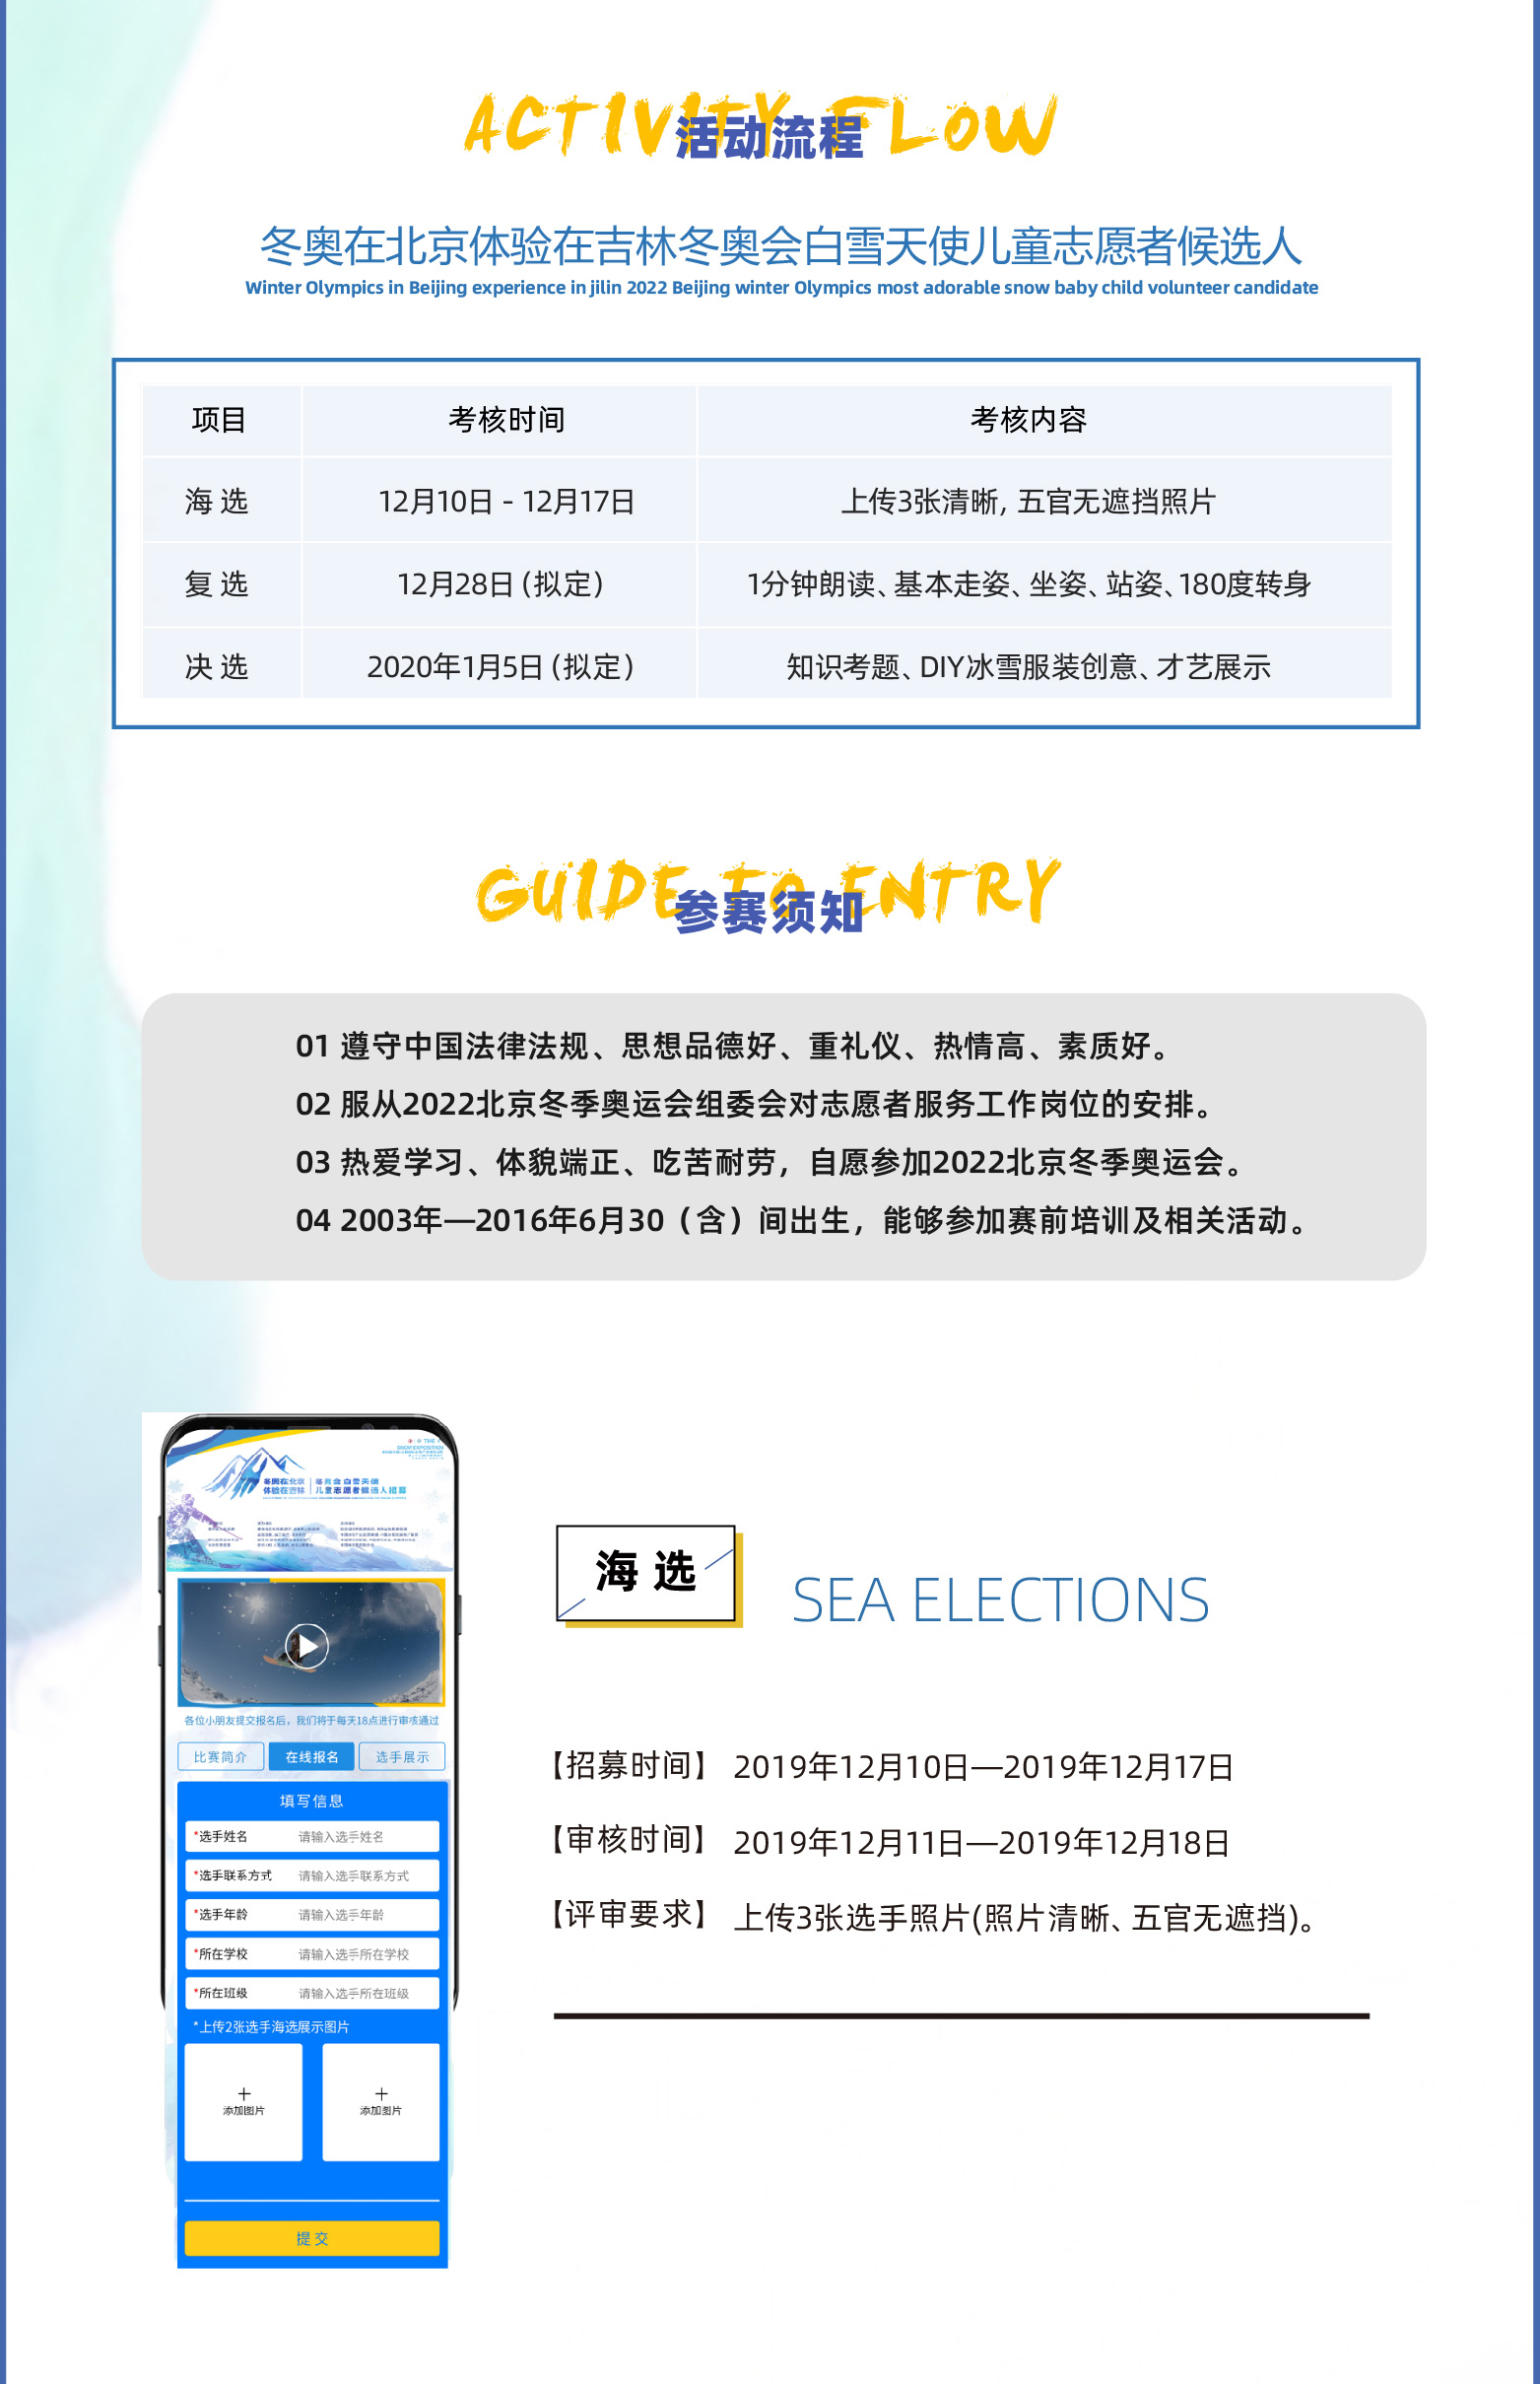 ACTIVITY FLOW
活动流程
冬奥在北京体验在吉林冬奥会白雪天使儿童志愿者候选人
Winter Olympics in Beijing experience in jilin 2022 Beijing winter Olympics most adorable snow baby child volunteer candidate
项目 考核时间 考核内容
海 选 12月10日 - 12月17日 上传3张清晰, 五官无遮挡照片
复 选 12月28日（拟定） 1分钟朗读、基本走姿、坐姿、站姿、180度转身
决 选 2020年1月5日（拟定） 知识考题、DIY冰雪服装创意、才艺展示
GUIDE TO ENTRY
参赛须知
01 遵守中国法律法规、思想品德好、重礼仪、热情高、素质好。
02 服从2022北京冬季奥运会组委会对志愿者服务工作岗位的安排。
03 热爱学习、体貌端正、吃苦耐劳，自愿参加2022北京冬季奥运会。
04 2003年—2016年6月30（含）间出生，能够参加赛前培训及相关活动。
冬奥在北京 冬奥会白雪天使
体验在吉林 儿童志愿者候选人招募
各位小朋友提交报名后，我们将于每天18点进行审核通过
比赛简介 在线报名 选手展示
填写信息
*选手姓名 请输入选手姓名
*选手联系方式 请输入选手联系方式
*选手年龄 请输入选手年龄
*所在学校 请输入选手所在学校
*所在班级 请输入选手所在班级
*上传2张选手海选展示图片
+ +
添加图片 添加图片
提 交
海 选
SEA ELECTIONS
【招募时间】 2019年12月10日—2019年12月17日
【审核时间】 2019年12月11日—2019年12月18日
【评审要求】 上传3张选手照片(照片清晰、五官无遮挡)。